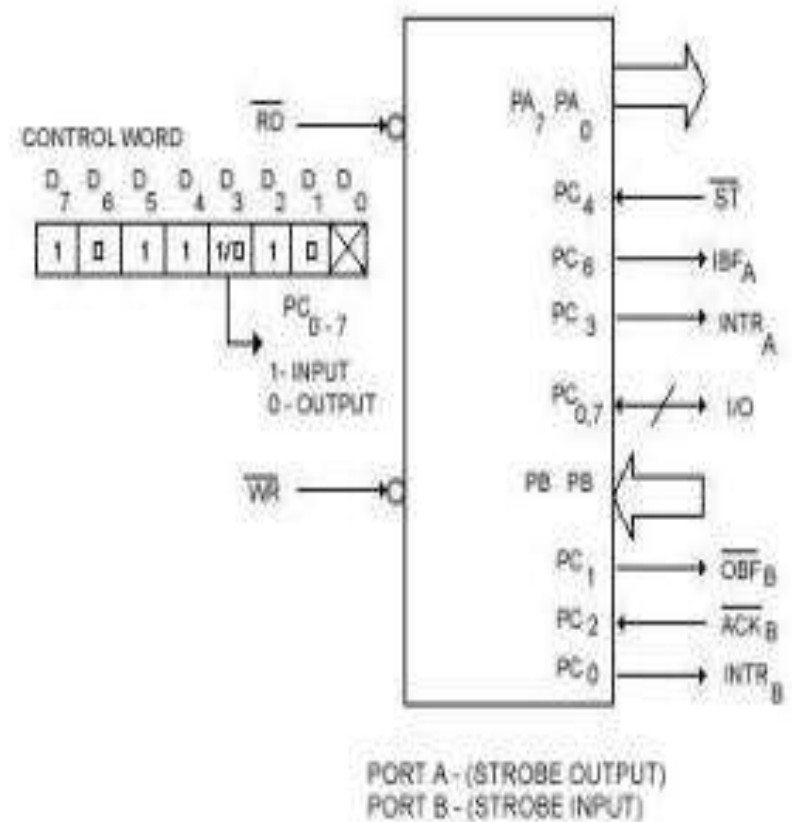 RD
CONTROL WORD
D7 D6 D5 D4 D3 D2 D1 D0
1 0 1 1 1/0 1 0 X
PC0-7
1- INPUT
0- OUTPUT
WR
PA7 PA0
PC4 ST
PC6 IBFA
PC3 INTRA
PC0,7 I/O
PB PB
PC1 OBFB
PC2 ACKB
PC0 INTRB
PORT A - (STROBE OUTPUT)
PORT B - (STROBE INPUT)